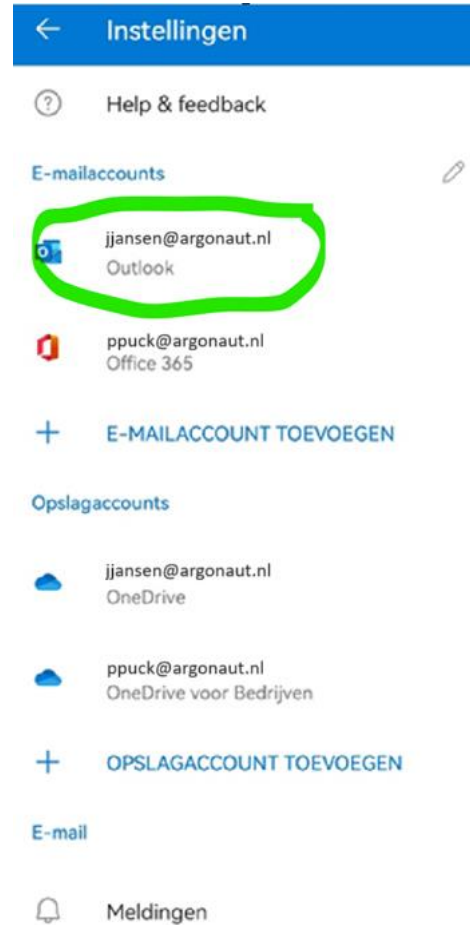 Instellingen
Help & feedback
E-mailaccounts
jjansen@argonaut.nl
Outlook
ppuck@argonaut.nl
Office 365
E-MAILACCOUNT TOEVOEGEN
Opslagaccounts
jjansen@argonaut.nl
OneDrive
ppuck@argonaut.nl
OneDrive voor Bedrijven
OPSLAGACCOUNT TOEVOEGEN
E-mail
Meldingen